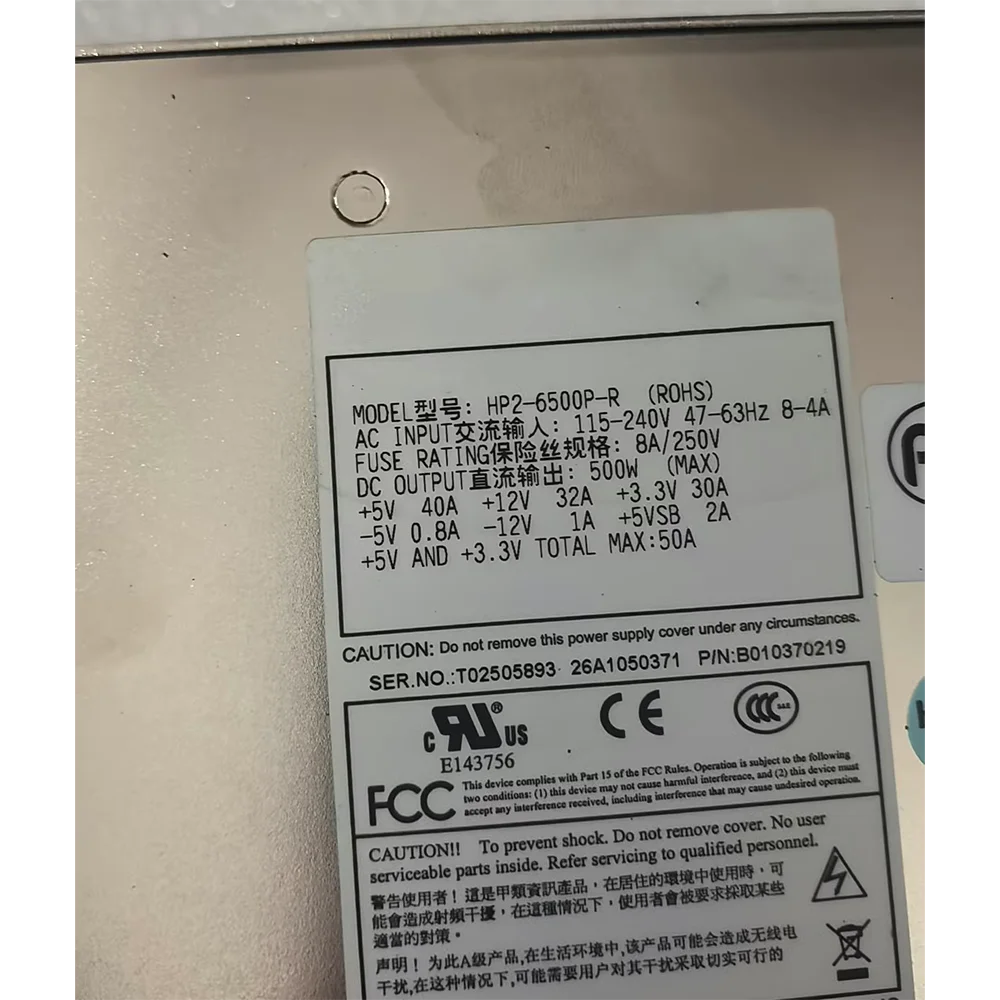 MODEL型号: HP2-6500P-R (ROHS)
AC INPUT交流输入: 115-240V 47-63Hz 8-4A
FUSE RATING保险丝规格: 8A/250V
DC OUTPUT直流输出: 500W (MAX)
+5V 40A +12V 32A +3.3V 30A
-5V 0.8A -12V 1A +5VSB 2A
+5V AND +3.3V TOTAL MAX:50A
CAUTION: Do not remove this power supply cover under any circumstances.
SER.NO.:T02505893 26A1050371 P/N:B010370219
c RU® US CE CCC S&E
E143756
FCC
This device complies with Part 15 of the FCC Rules. Operation is subject to the following
two conditions: (1) this device may not cause harmful interference, and (2) this device must
accept any interference received, including interference that may cause undesired operation.
CAUTION!! To prevent shock. Do not remove cover. No user
serviceable parts inside. Refer servicing to qualified personnel.
警告使用者！這是甲類資訊產品，在居住的環境中使用時，可
能會造成射頻干擾，在這種情況下，使用者會被要求採取某些
適當的對策。
声明！为此A级产品,在生活环境中,该产品可能会造成无线电
干扰,在这种情况下,可能需要用户对其干扰采取切实可行的